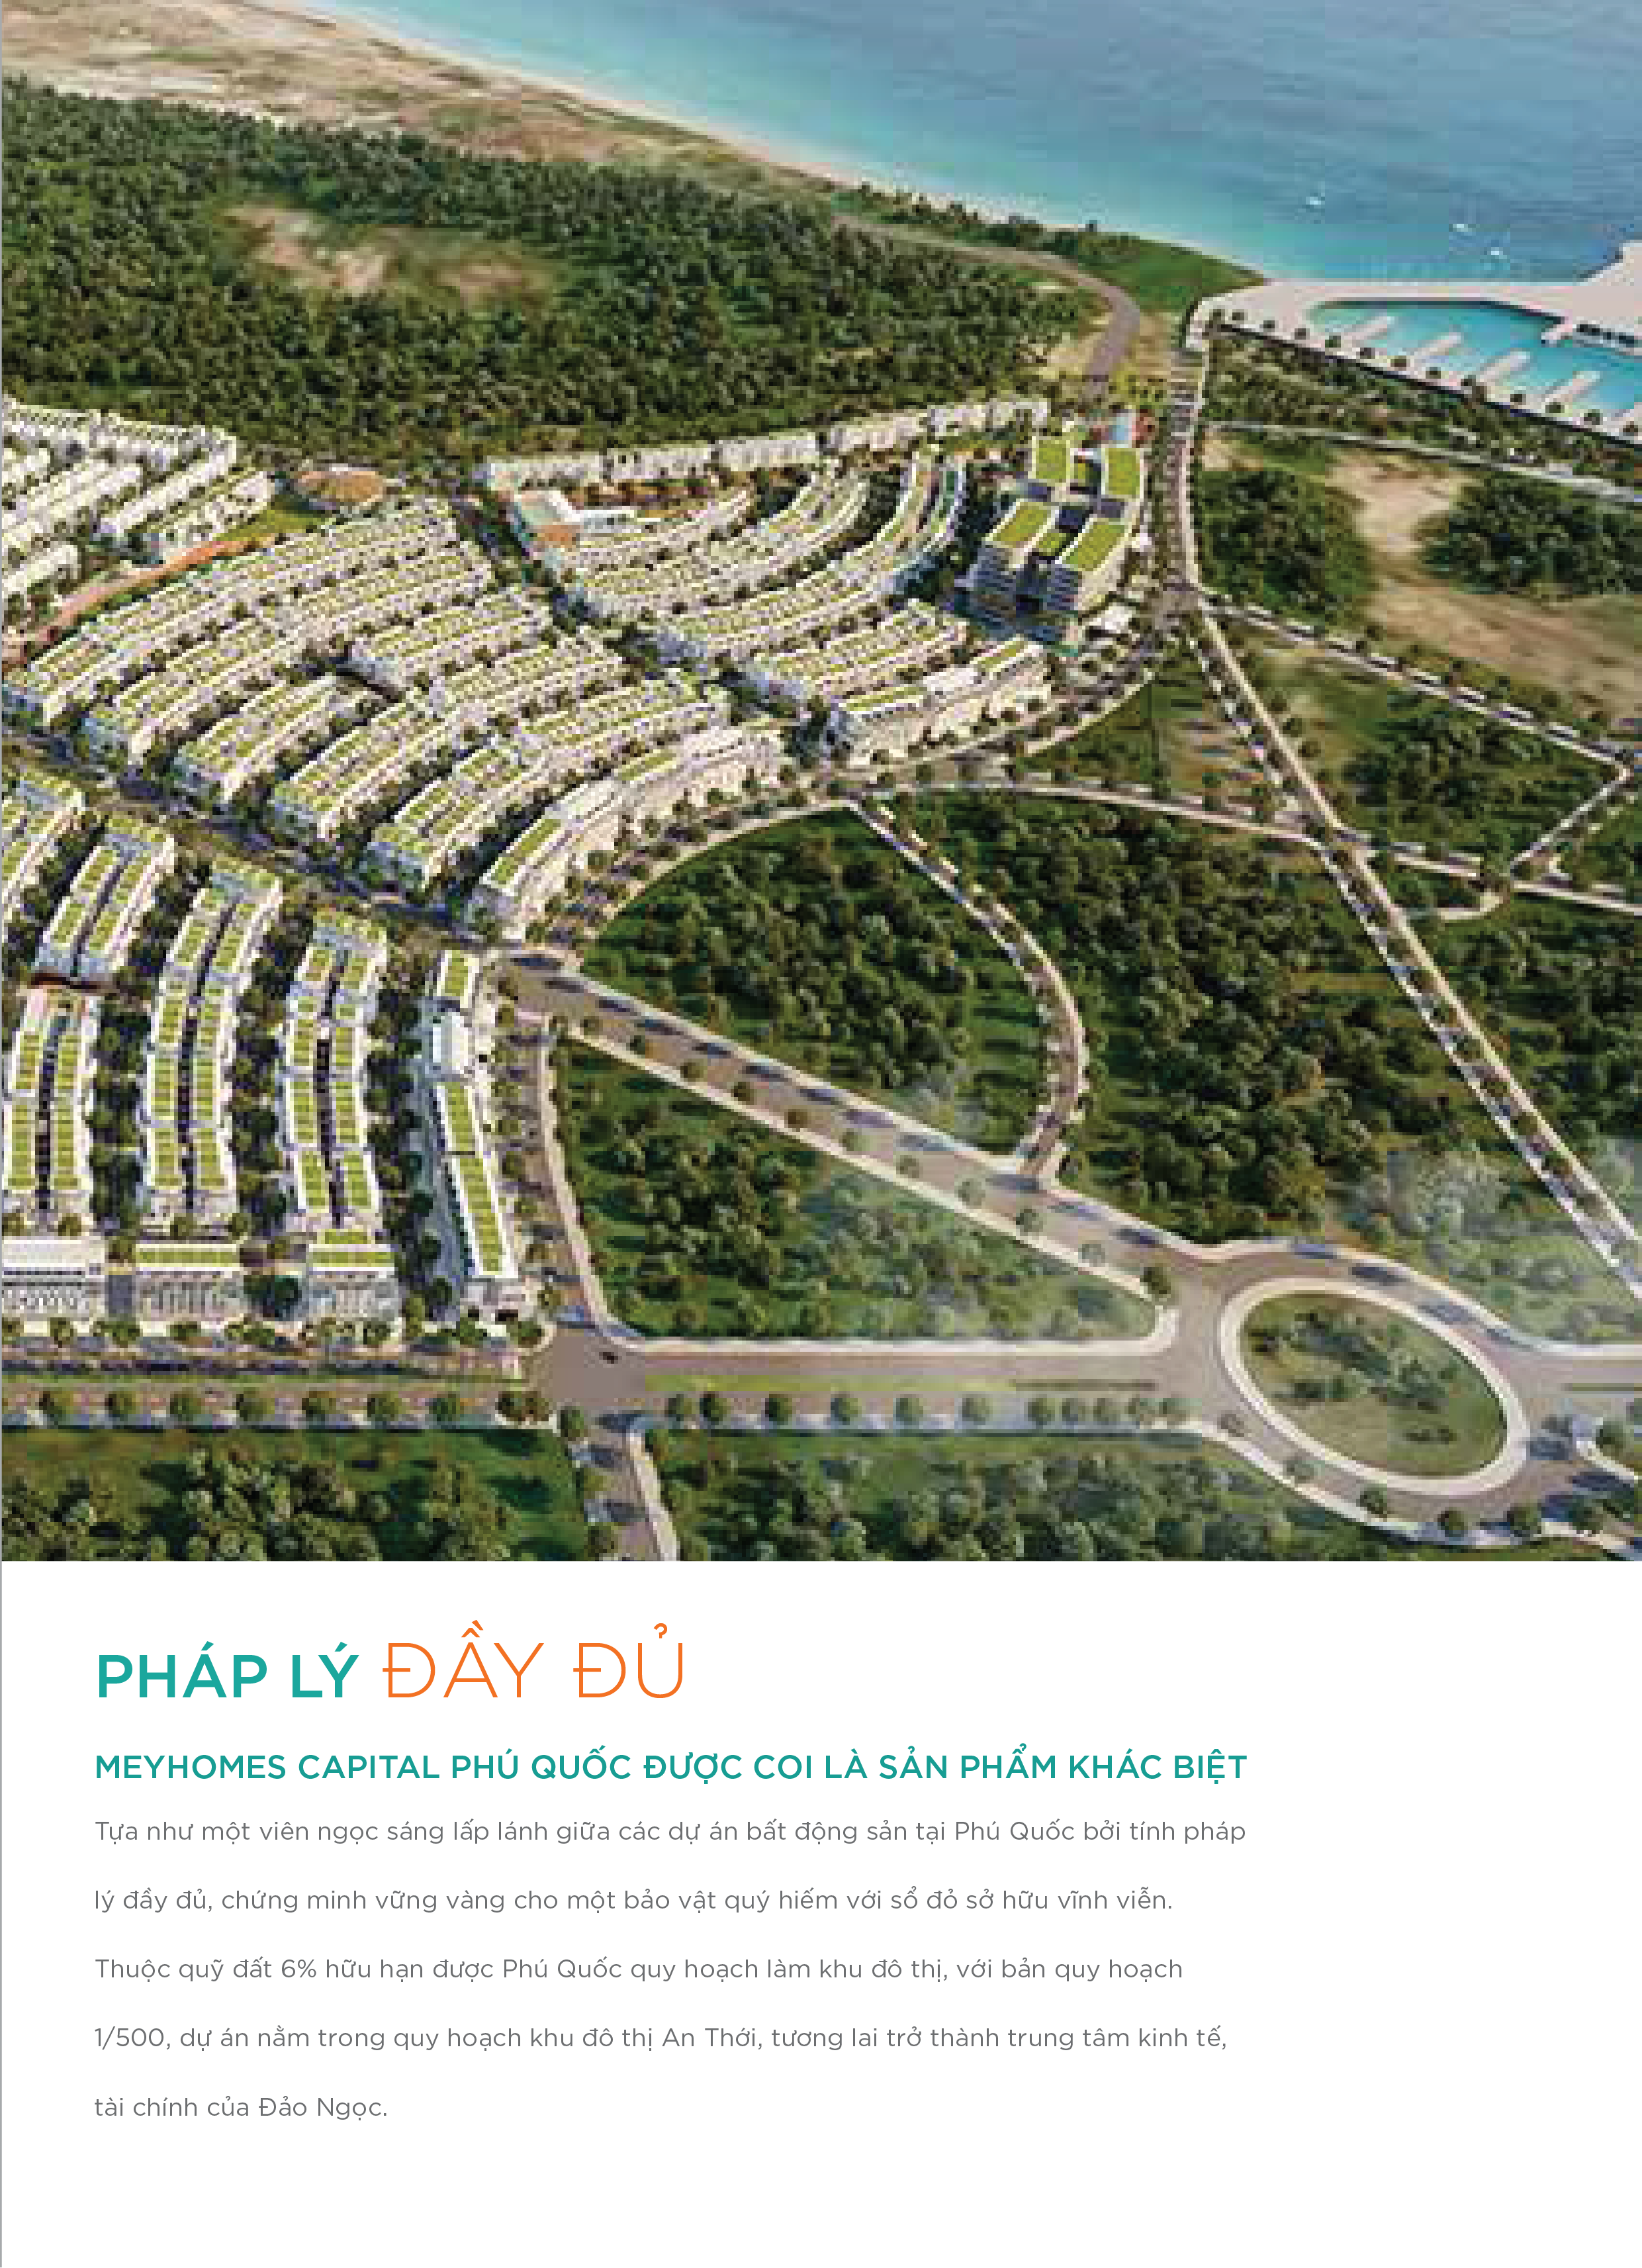 PHÁP LÝ ĐẦY ĐỦ
MEYHOMES CAPITAL PHÚ QUỐC ĐƯỢC COI LÀ SẢN PHẨM KHÁC BIỆT
Tựa như một viên ngọc sáng lấp lánh giữa các dự án bất động sản tại Phú Quốc bởi tính pháp
lý đầy đủ, chứng minh vững vàng cho một bảo vật quý hiếm với sổ đỏ sở hữu vĩnh viễn.
Thuộc quỹ đất 6% hữu hạn được Phú Quốc quy hoạch làm khu đô thị, với bản quy hoạch
1/500, dự án nằm trong quy hoạch khu đô thị An Thới, tương lai trở thành trung tâm kinh tế,
tài chính của Đảo Ngọc.